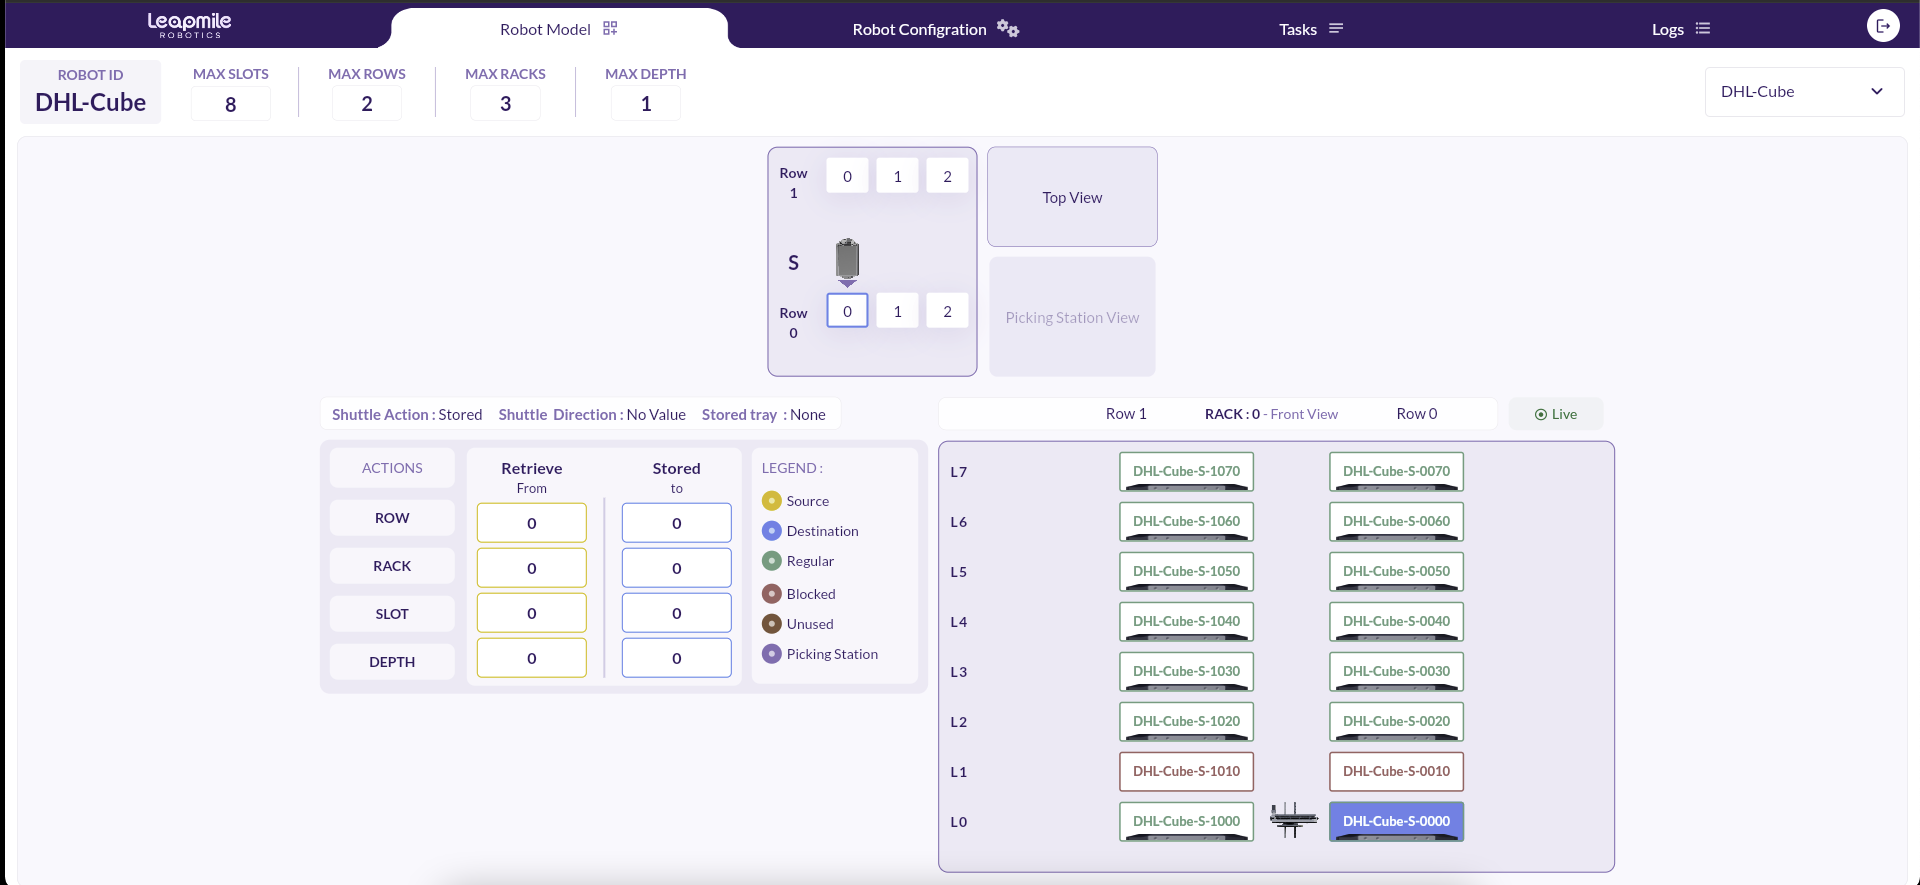 Leapmile
ROBOTICS
Robot Model
Robot Configration
Tasks
Logs
ROBOT ID
DHL-Cube
MAX SLOTS
8
MAX ROWS
2
MAX RACKS
3
MAX DEPTH
1
DHL-Cube
Row
1
0 1 2
S
Row
0
0 1 2
Top View
Picking Station View
Shuttle Action : Stored Shuttle Direction : No Value Stored tray : None
ACTIONS
ROW
RACK
SLOT
DEPTH
Retrieve
From
0
0
0
0
Stored
to
0
0
0
0
LEGEND :
Source
Destination
Regular
Blocked
Unused
Picking Station
Row 1 RACK : 0 - Front View Row 0
Live
L7 DHL-Cube-S-1070 DHL-Cube-S-0070
L6 DHL-Cube-S-1060 DHL-Cube-S-0060
L5 DHL-Cube-S-1050 DHL-Cube-S-0050
L4 DHL-Cube-S-1040 DHL-Cube-S-0040
L3 DHL-Cube-S-1030 DHL-Cube-S-0030
L2 DHL-Cube-S-1020 DHL-Cube-S-0020
L1 DHL-Cube-S-1010 DHL-Cube-S-0010
L0 DHL-Cube-S-1000 DHL-Cube-S-0000